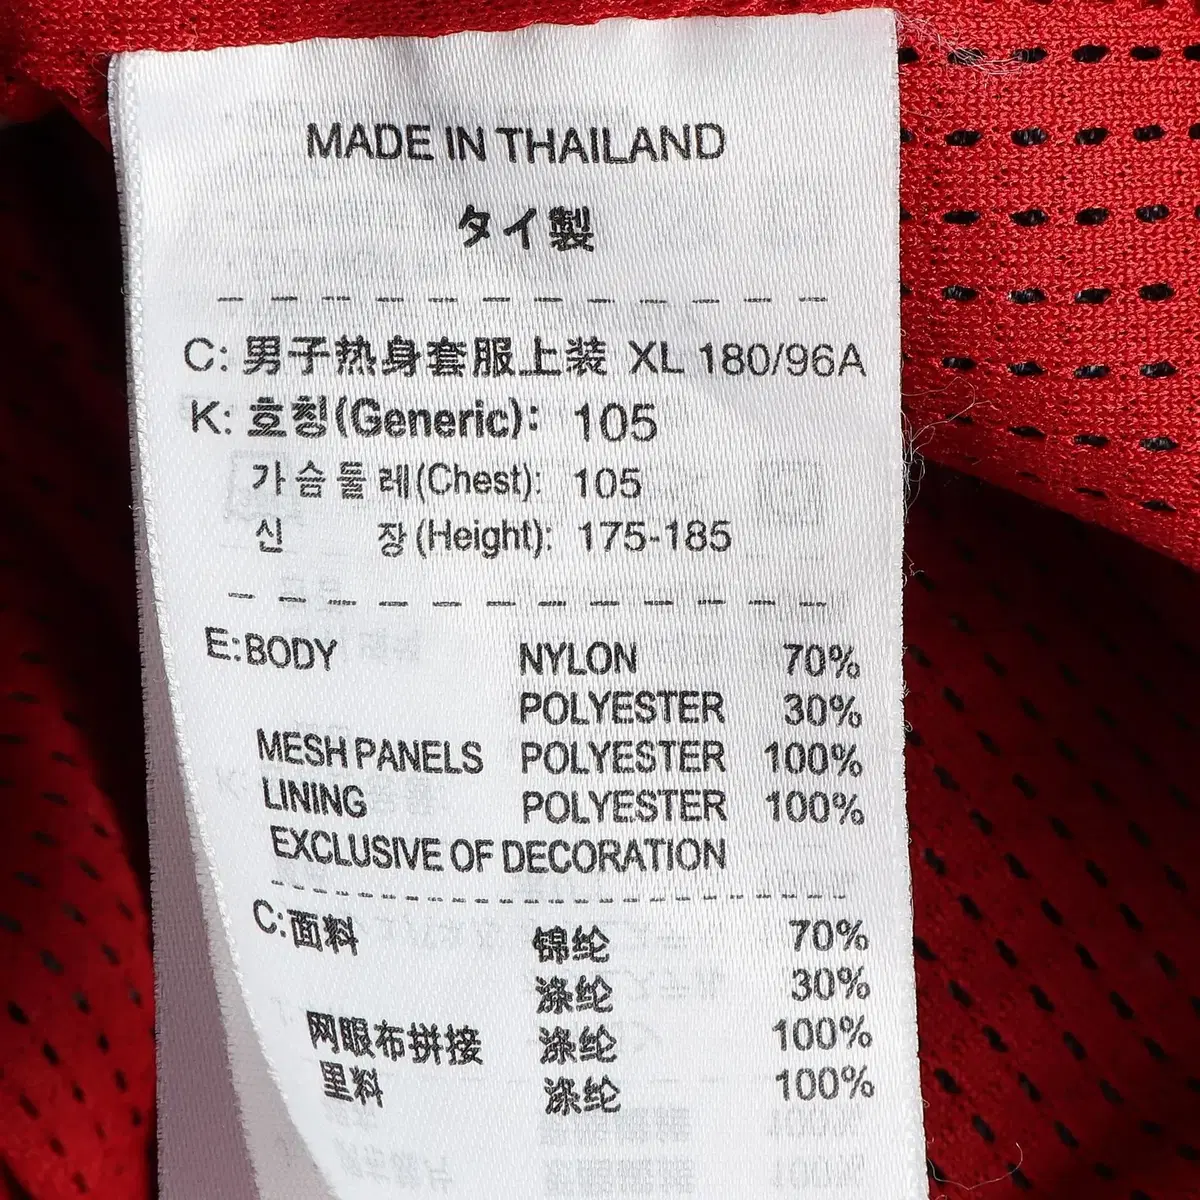 MADE IN THAILAND
タイ製
C: 男子热身套服上装 XL 180/96A
K: 호칭(Generic): 105
가슴둘레(Chest): 105
신 장(Height): 175-185
E:BODY NYLON 70%
POLYESTER 30%
MESH PANELS POLYESTER 100%
LINING POLYESTER 100%
EXCLUSIVE OF DECORATION
C:面料 锦纶 70%
涤纶 30%
网眼布拼接 涤纶 100%
里料 涤纶 100%